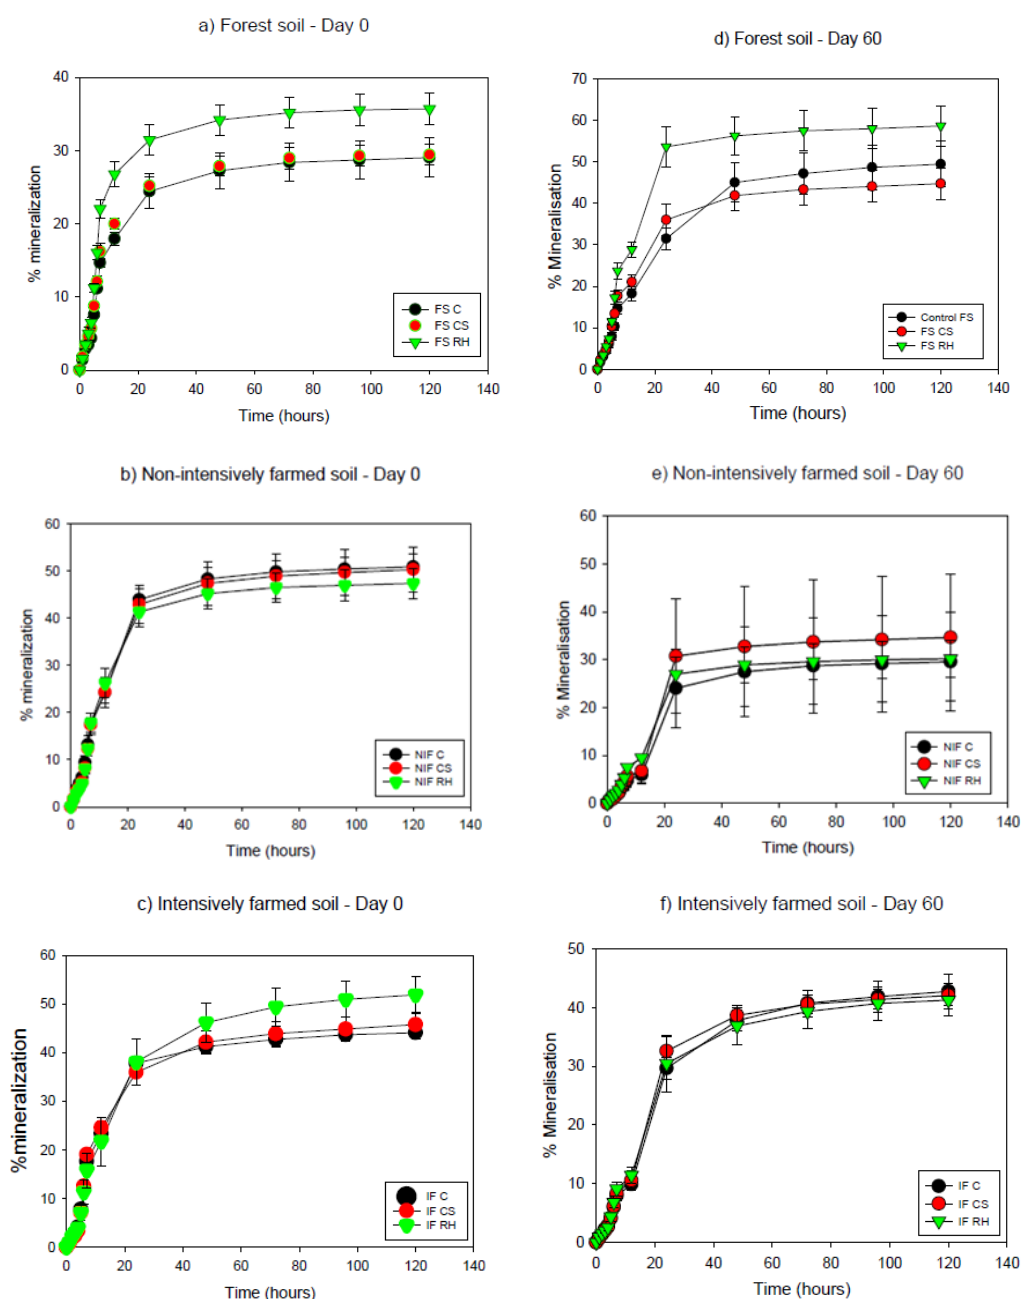 a) Forest soil - Day 0
% mineralization
40
30
20
10
0
FS C
FS CS
FS RH
0 20 40 60 80 100 120 140
Time (hours)
d) Forest soil - Day 60
% Mineralisation
70
60
50
40
30
20
10
0
Control FS
FS CS
FS RH
0 20 40 60 80 100 120 140
Time (hours)
b) Non-intensively farmed soil - Day 0
% mineralization
60
50
40
30
20
10
0
NIF C
NIF CS
NIF RH
0 20 40 60 80 100 120 140
Time (hours)
e) Non-intensively farmed soil - Day 60
% Mineralisation
60
50
40
30
20
10
0
NIF C
NIF CS
NIF RH
0 20 40 60 80 100 120 140
Time (hours)
c) Intensively farmed soil - Day 0
%mineralization
60
50
40
30
20
10
0
IF C
IF CS
IF RH
0 20 40 60 80 100 120 140
Time (hours)
f) Intensively farmed soil - Day 60
% Mineralisation
50
40
30
20
10
0
IF C
IF CS
IF RH
0 20 40 60 80 100 120 140
Time (hours)